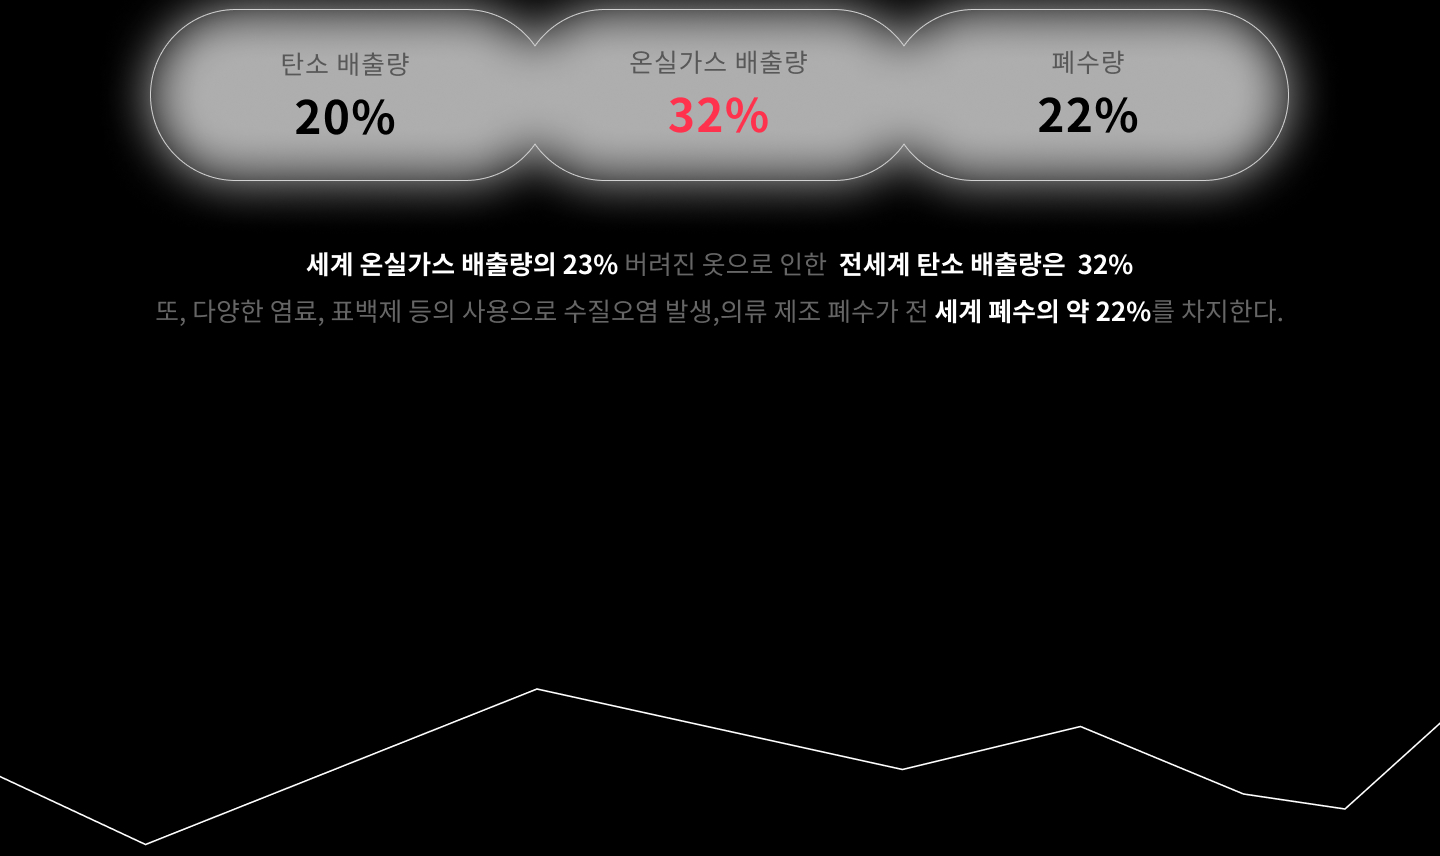 탄소 배출량
20%
온실가스 배출량
32%
폐수량
22%
세계 온실가스 배출량의 23% 버려진 옷으로 인한 전세계 탄소 배출량은 32%
또, 다양한 염료, 표백제 등의 사용으로 수질오염 발생,의류 제조 폐수가 전 세계 폐수의 약 22%를 차지한다.